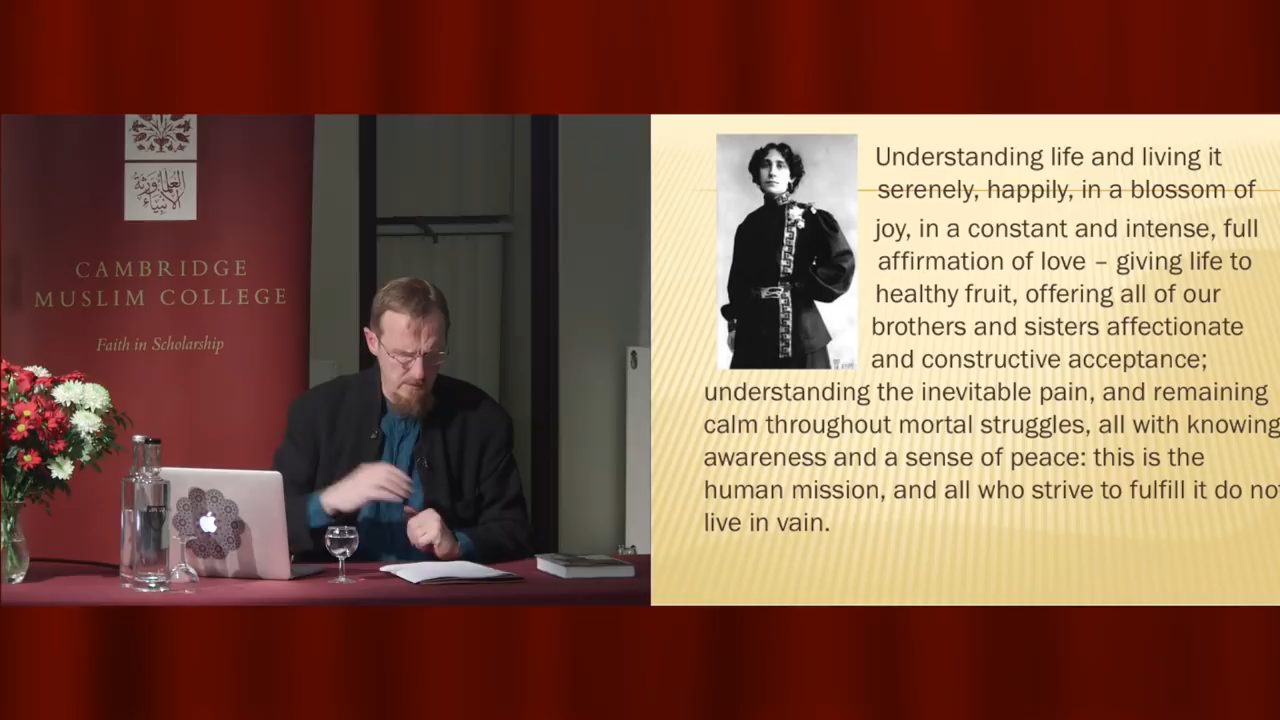 العلماء ورثة
الأنبياء
CAMBRIDGE
MUSLIM COLLEGE
Faith in Scholarship
Understanding life and living it
serenely, happily, in a blossom of
joy, in a constant and intense, full
affirmation of love – giving life to
healthy fruit, offering all of our
brothers and sisters affectionate
and constructive acceptance;
understanding the inevitable pain, and remaining
calm throughout mortal struggles, all with knowing
awareness and a sense of peace: this is the
human mission, and all who strive to fulfill it do not
live in vain.